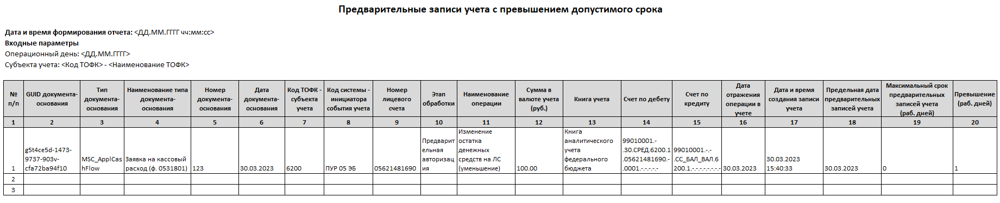 Предварительные записи учета с превышением допустимого срока
Дата и время формирования отчета: <ДД.ММ.ГГГГ чч:мм:сс>
Входные параметры
Операционный день: <ДД.ММ.ГГГГ>
Субъекта учета: <Код ТОФК> - <Наименование ТОФК>
№ п/п
GUID документа-основания
Тип документа-основания
Наименование типа документа-основания
Номер документа-основания
Дата документа-основания
Код ТОФК - субъекта учета
Код системы - инициатора события учета
Номер лицевого счета
Этап обработки
Наименование операции
Сумма в валюте учета (руб.)
Книга учета
Счет по дебету
Счет по кредиту
Дата отражения операции в учете
Дата и время создания записи учета
Предельная дата предварительных записей учета
Максимальный срок предварительных записей учета (раб. дней)
Превышение (раб. дней)
1 2 3 4 5 6 7 8 9 10 11 12 13 14 15 16 17 18 19 20
1
g5t4ce5d-1473-
9737-903v-
cfa72ba94f10
MSC_ApplCas
hFlow
Заявка на кассовый
расход (ф. 0531801)
123
30.03.2023
6200
ПУР 05 ЭБ
05621481690
Предварит
ельная
авторизац
ия
Изменение
остатка
денежных
средств на ЛС
(уменьшение)
100.00
Книга
аналитического
учета
федерального
бюджета
99010001.-
.30.СРЕД.6200.1
.05621481690.-
.0001.-.-.-.-.-
99010001.-.-
.СС_БАЛ_ВАЛ.6
200.1.-.-.-.-.-.-.-.-
30.03.2023
30.03.2023
15:40:33
30.03.2023
0
1
2
3